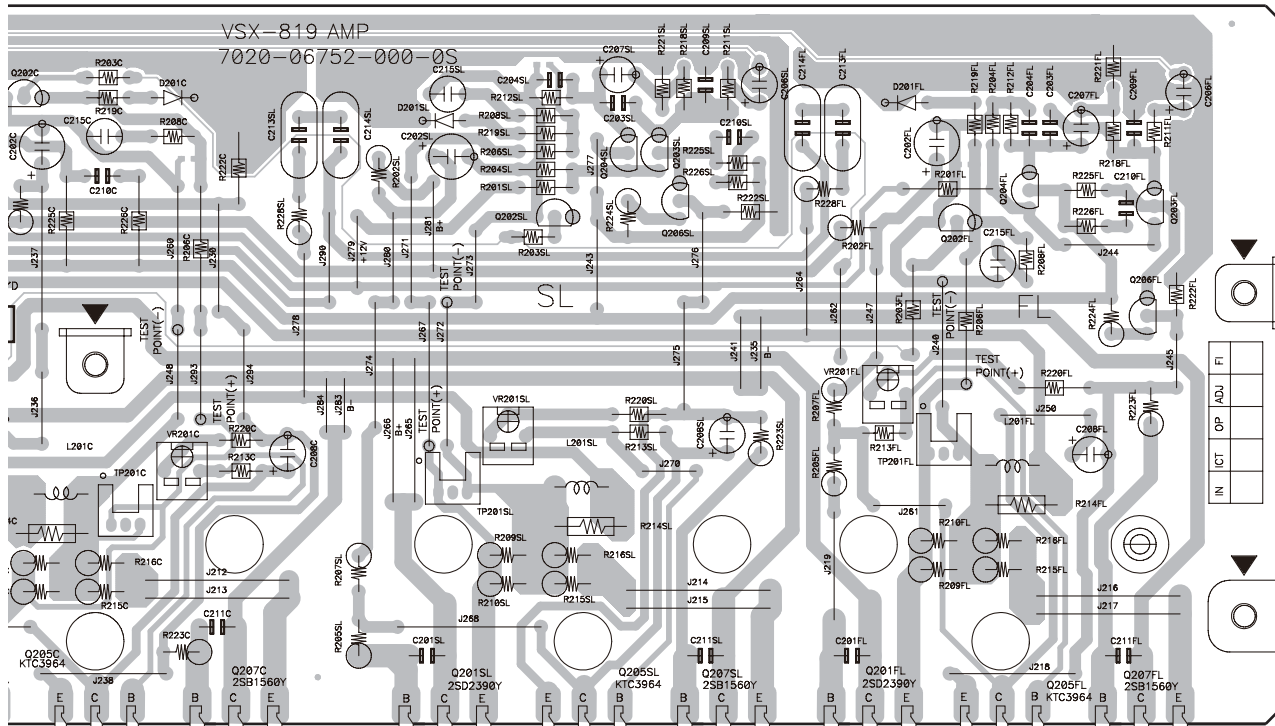 VSX-819 AMP
7020-06752-000-0S
Q202C
R203C
D201C
R219C
C202C
C215C
R208C
C210C
R222C
R225C
R226C
J237
J260
R206C
J230
C213SL
C214SL
R228SL
R202SL
J290
J279
+12V
J280
J271
J281
B+
C215SL
D201SL
C202SL
C204SL
R212SL
R208SL
R219SL
R206SL
R204SL
R201SL
Q202SL
R203SL
J273
TEST
POINT(-)
C207SL
C203SL
R221SL
R218SL
C209SL
R211SL
C206SL
C210SL
J777
Q204SL
Q203SL
R225SL
R226SL
R224SL
Q206SL
R222SL
J243
J276
SL
C214FL
C213FL
D201FL
C202FL
R219FL
R204FL
R212FL
C204FL
C203FL
C207FL
R221FL
C209FL
R211FL
C206FL
R218FL
R201FL
R228FL
R202FL
Q204FL
R225FL
C210FL
R226FL
Q203FL
Q202FL
C215FL
R208FL
J244
J264
Q206FL
R222FL
R224FL
FL
TEST
POINT(-)
J248
J293
TEST
POINT(+)
J294
J278
J274
J267
J272
J275
J241
J235
B-
J262
J247
R203FL
J240
TEST
POINT(-)
R206FL
TEST
POINT(+)
J245
J236
L201C
VR201C
R220C
R213C
C208C
TP201C
J284
J283
B-
J266
B+
J265
TEST
POINT(+)
VR201SL
L201SL
R220SL
R213SL
J270
C208SL
R223SL
TP201SL
VR201FL
R207FL
R205FL
R213FL
TP201FL
R220FL
J250
L201FL
C208FL
R223FL
FI
ADJ
OP
ICT
IN
R214SL
R214FL
J261
R216C
R215C
J212
J213
R207SL
R209SL
R210SL
R216SL
R215SL
J214
J215
J219
R210FL
R209FL
R216FL
R215FL
J216
J217
C211C
R223C
R205SL
J268
C201SL
C211SL
C201FL
J218
C211FL
Q205C
KTC3964
J238
Q207C
2SB1560Y
Q201SL
2SD2390Y
Q205SL
KTC3964
Q207SL
2SB1560Y
Q201FL
2SD2390Y
Q205FL
KTC3964
Q207FL
2SB1560Y
E C B B C E B C E E C B B C E B C E E C B B C E